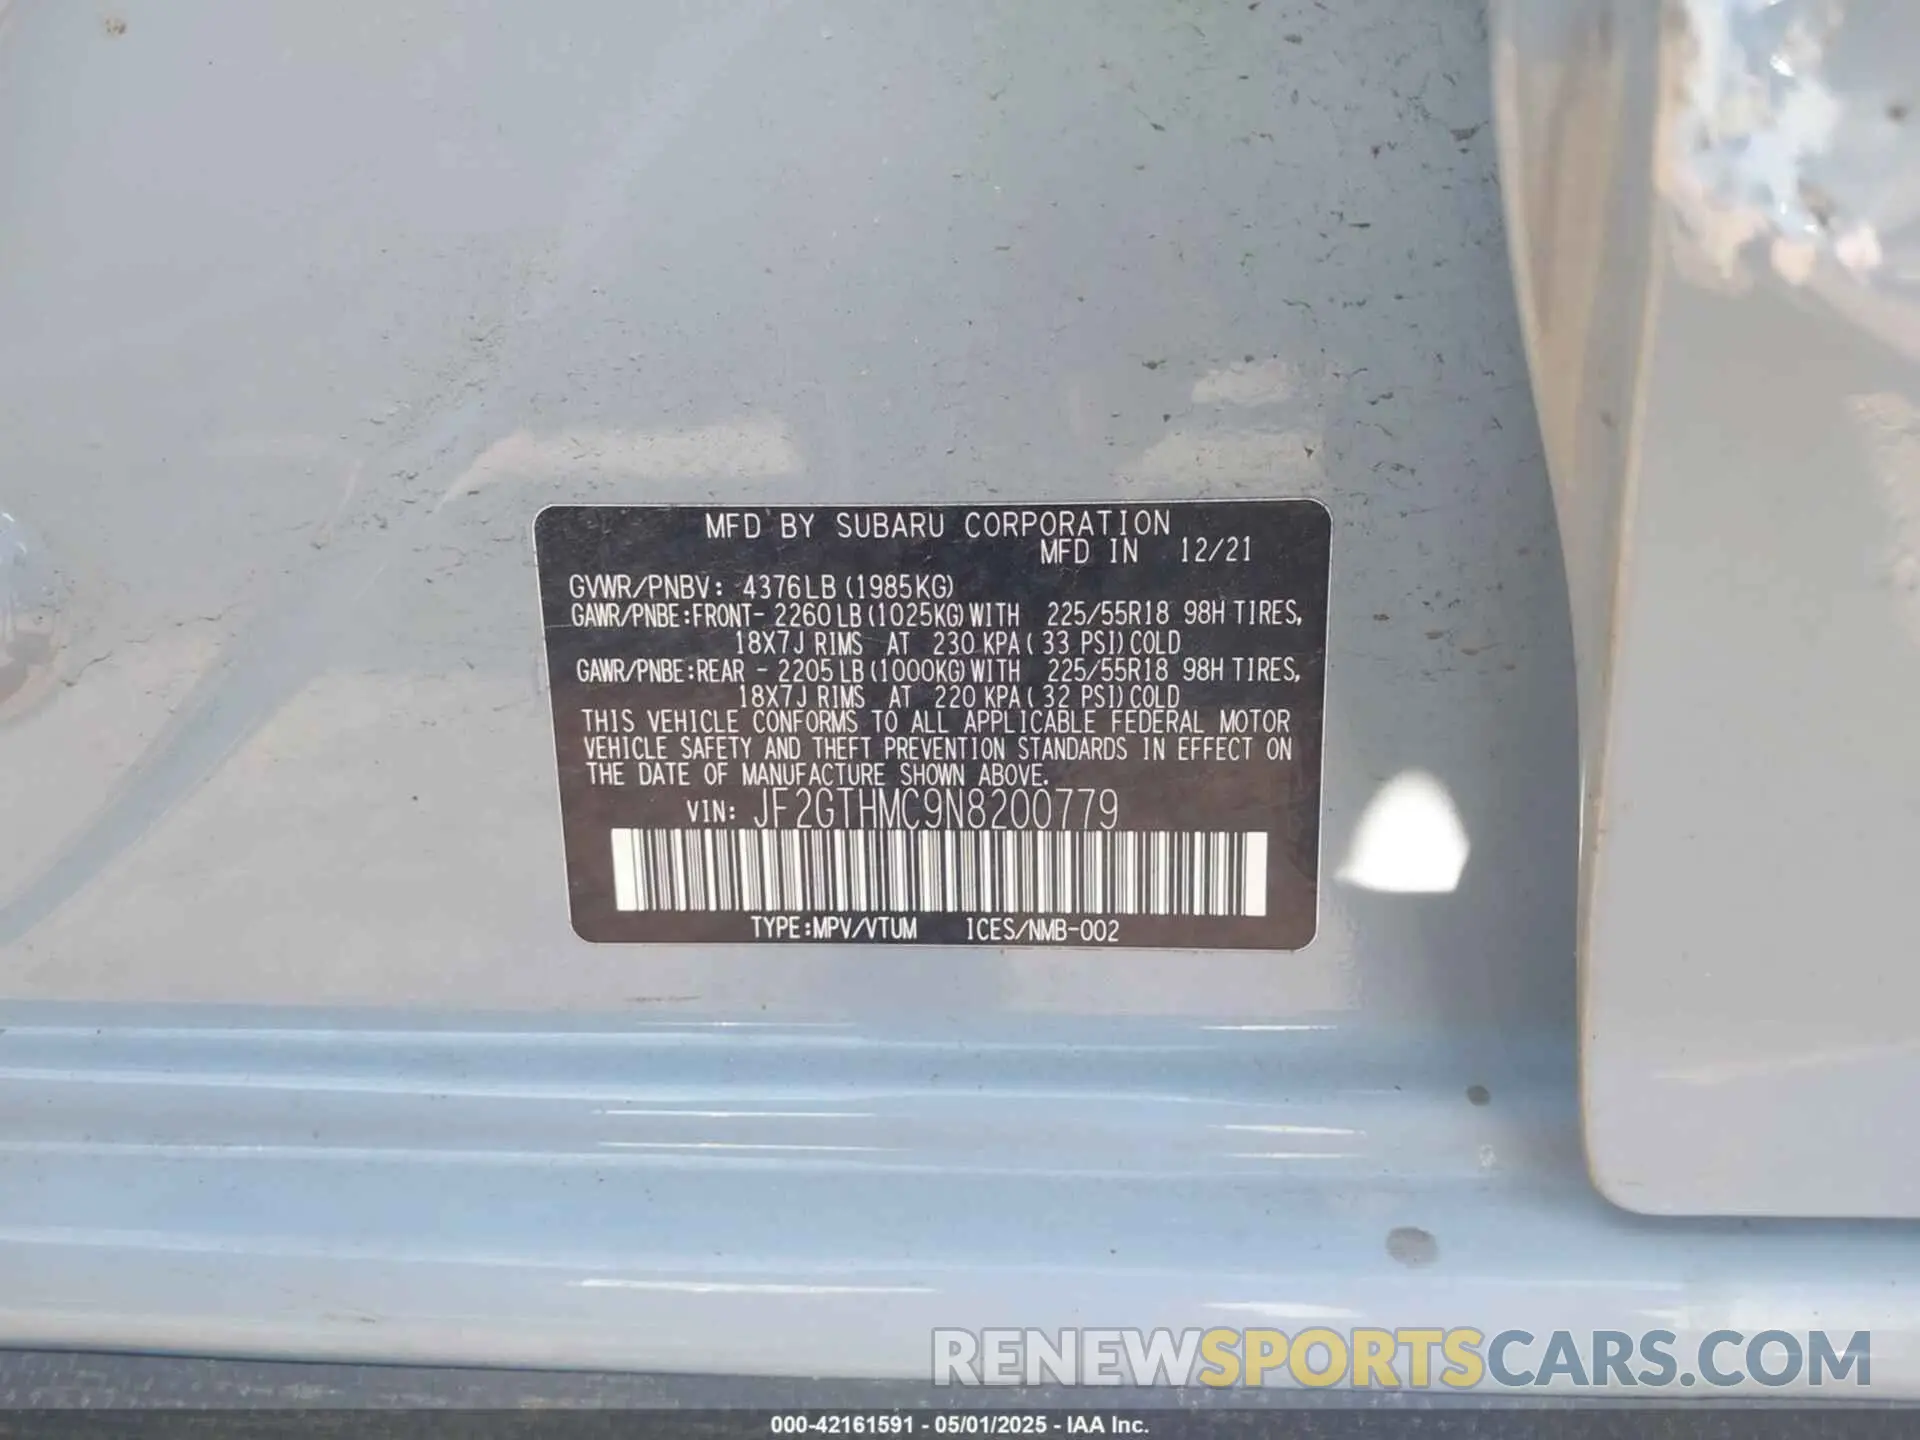 MFD BY SUBARU CORPORATION
MFD IN 12/21
GVWR/PNBV: 4376LB (1985KG)
GAWR/PNBE:FRONT- 2260 LB (1025KG)WITH 225/55R18 98H TIRES,
18X7J RIMS AT 230 KPA ( 33 PSI) COLD
GAWR/PNBE:REAR - 2205 LB (1000KG)WITH 225/55R18 98H TIRES,
18X7J RIMS AT 220 KPA ( 32 PSI) COLD
THIS VEHICLE CONFORMS TO ALL APPLICABLE FEDERAL MOTOR
VEHICLE SAFETY AND THEFT PREVENTION STANDARDS IN EFFECT ON
THE DATE OF MANUFACTURE SHOWN ABOVE.
VIN: JF2GTHMC9N8200779
TYPE:MPV/VTUM ICES/NMB-002
RENEWSPORTSCARS.COM
000-42161591 - 05/01/2025 - IAA Inc.